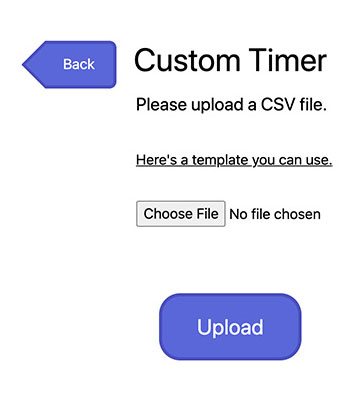 Back
Custom Timer
Please upload a CSV file.
Here's a template you can use.
Choose File No file chosen
Upload